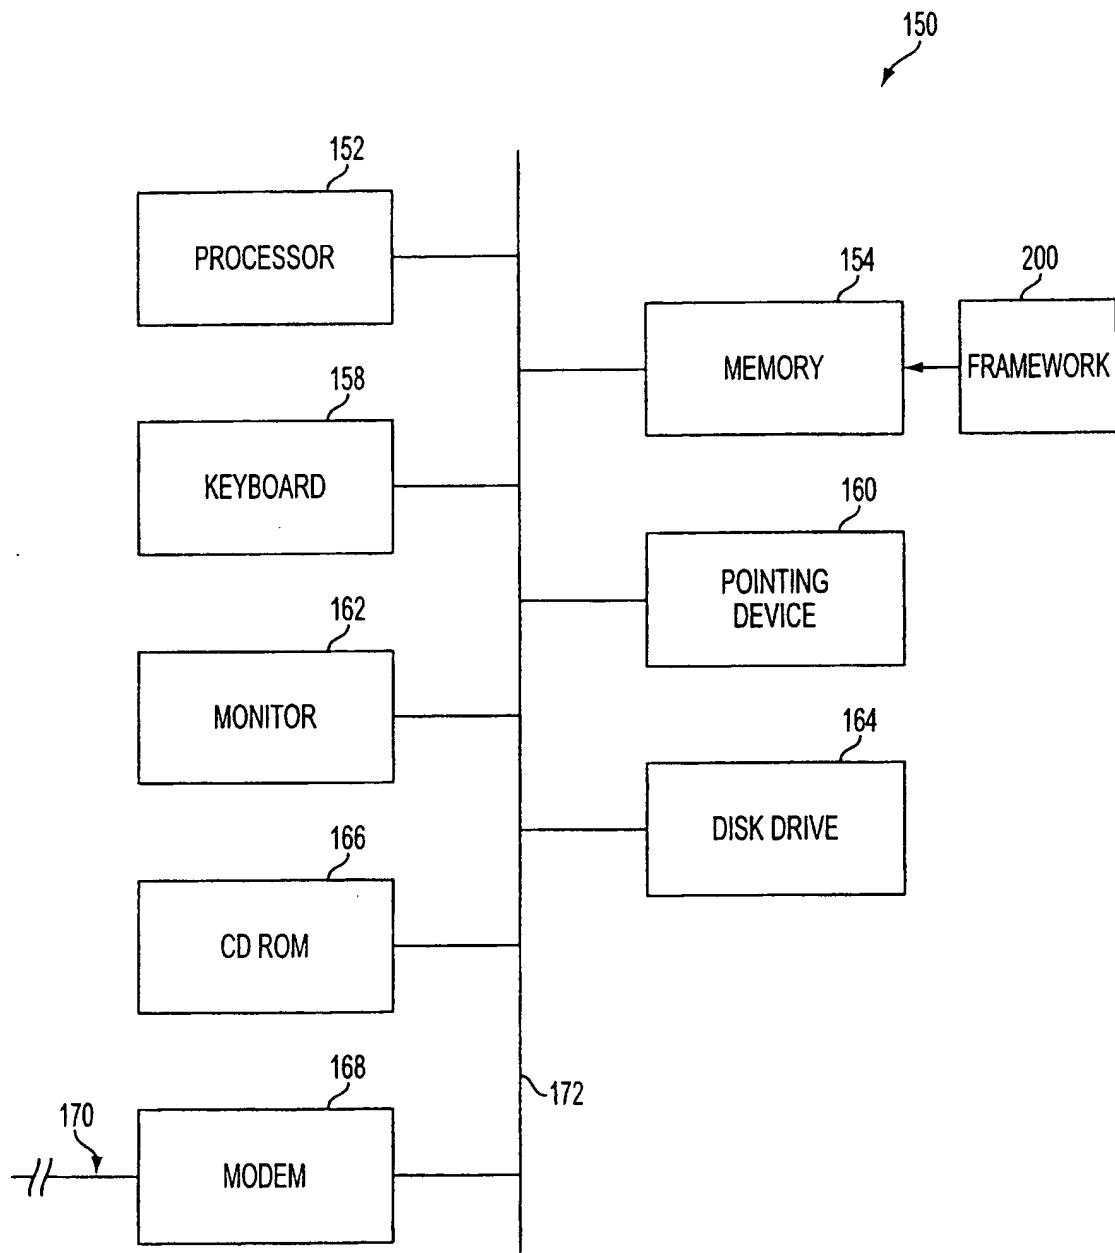 150
152
PROCESSOR
154
MEMORY
200
FRAMEWORK
158
KEYBOARD
160
POINTING
DEVICE
162
MONITOR
164
DISK DRIVE
166
CD ROM
172
168
MODEM
170